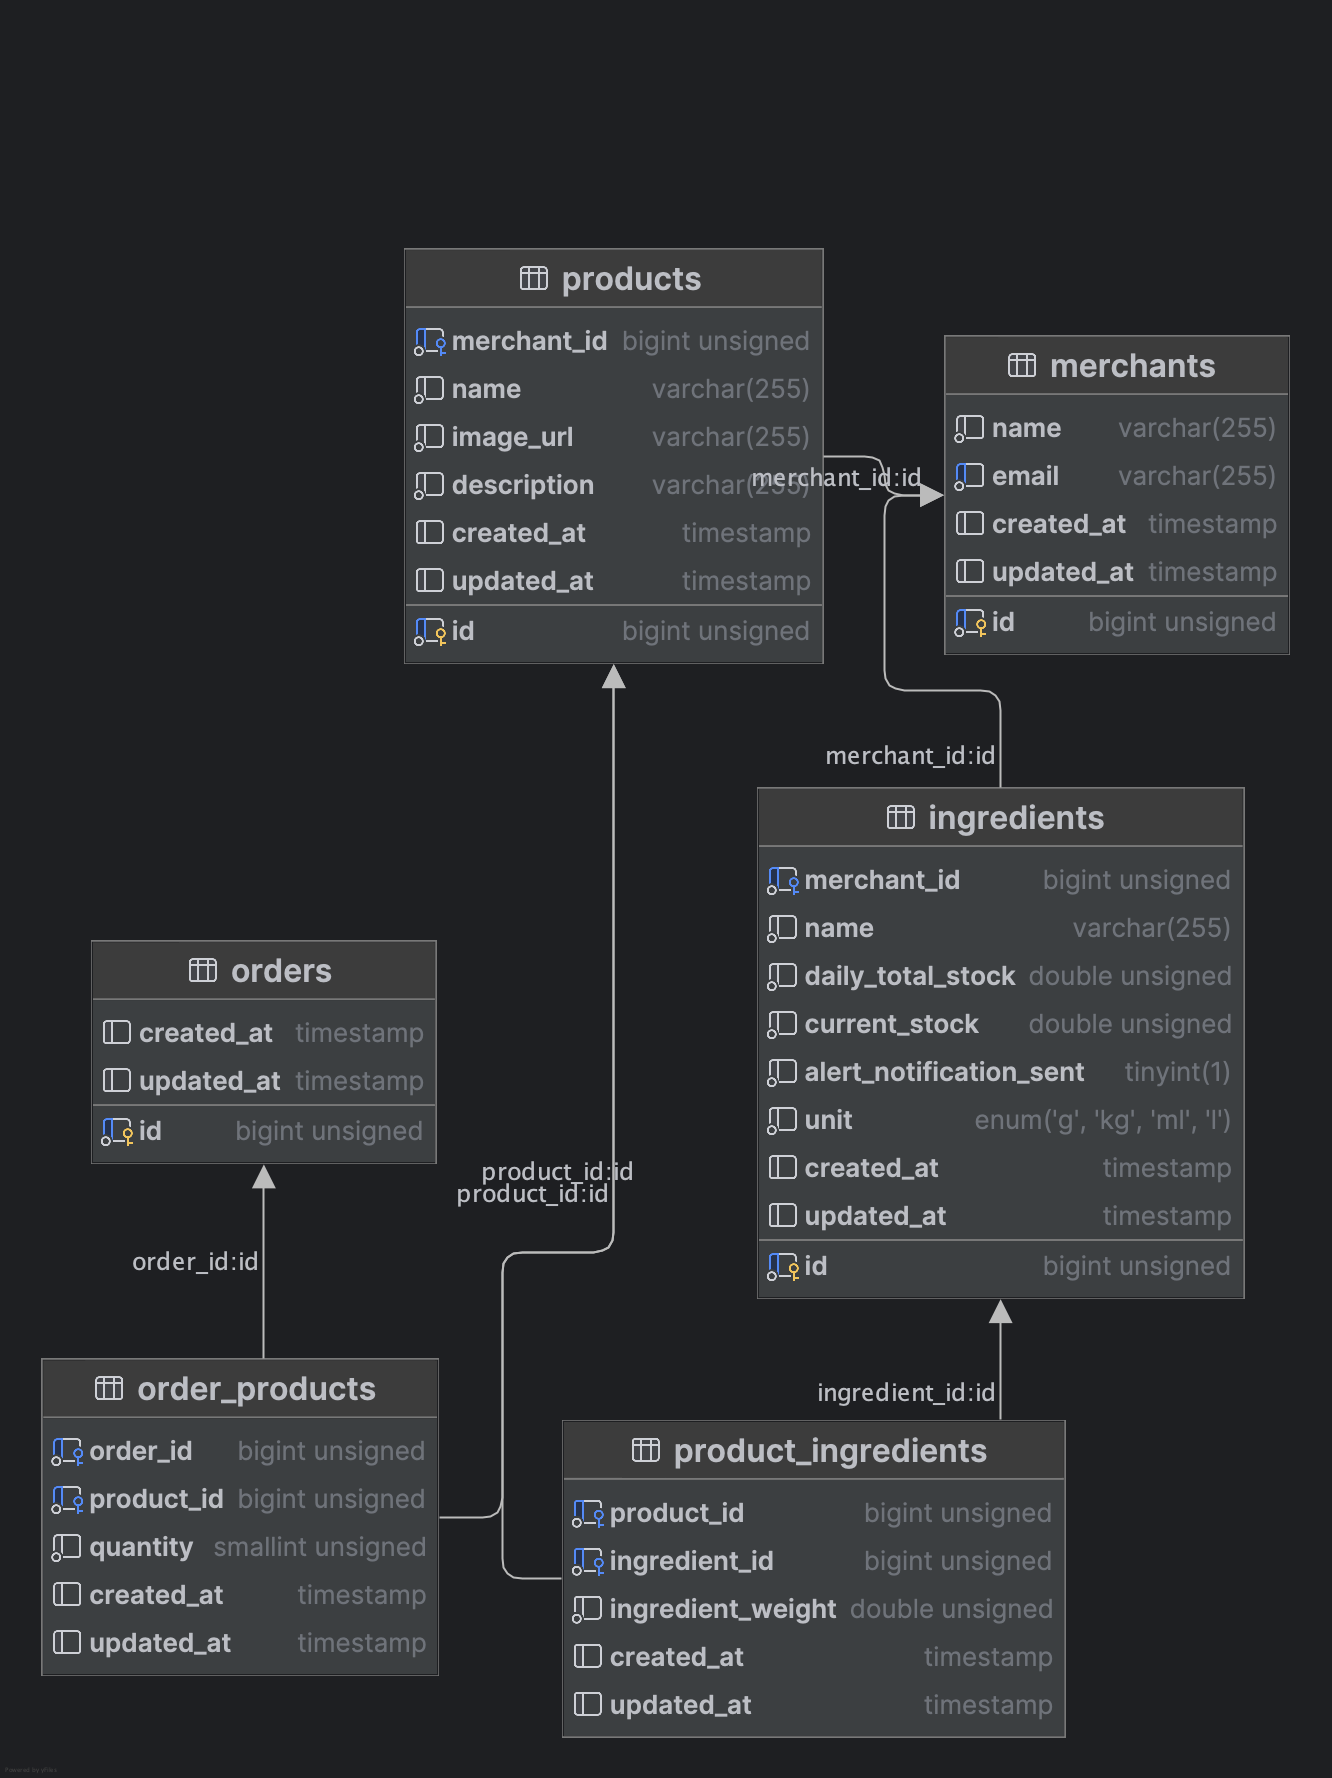 products
merchant_id bigint unsigned
name varchar(255)
image_url varchar(255)
description varchar(255)
created_at timestamp
updated_at timestamp
id bigint unsigned
merchant_id:id
merchants
name varchar(255)
email varchar(255)
created_at timestamp
updated_at timestamp
id bigint unsigned
merchant_id:id
ingredients
merchant_id bigint unsigned
name varchar(255)
daily_total_stock double unsigned
current_stock double unsigned
alert_notification_sent tinyint(1)
unit enum('g', 'kg', 'ml', 'l')
created_at timestamp
updated_at timestamp
id bigint unsigned
orders
created_at timestamp
updated_at timestamp
id bigint unsigned
product_id:id
product_id:id
order_id:id
order_products
order_id bigint unsigned
product_id bigint unsigned
quantity smallint unsigned
created_at timestamp
updated_at timestamp
ingredient_id:id
product_ingredients
product_id bigint unsigned
ingredient_id bigint unsigned
ingredient_weight double unsigned
created_at timestamp
updated_at timestamp
Powered by yFiles